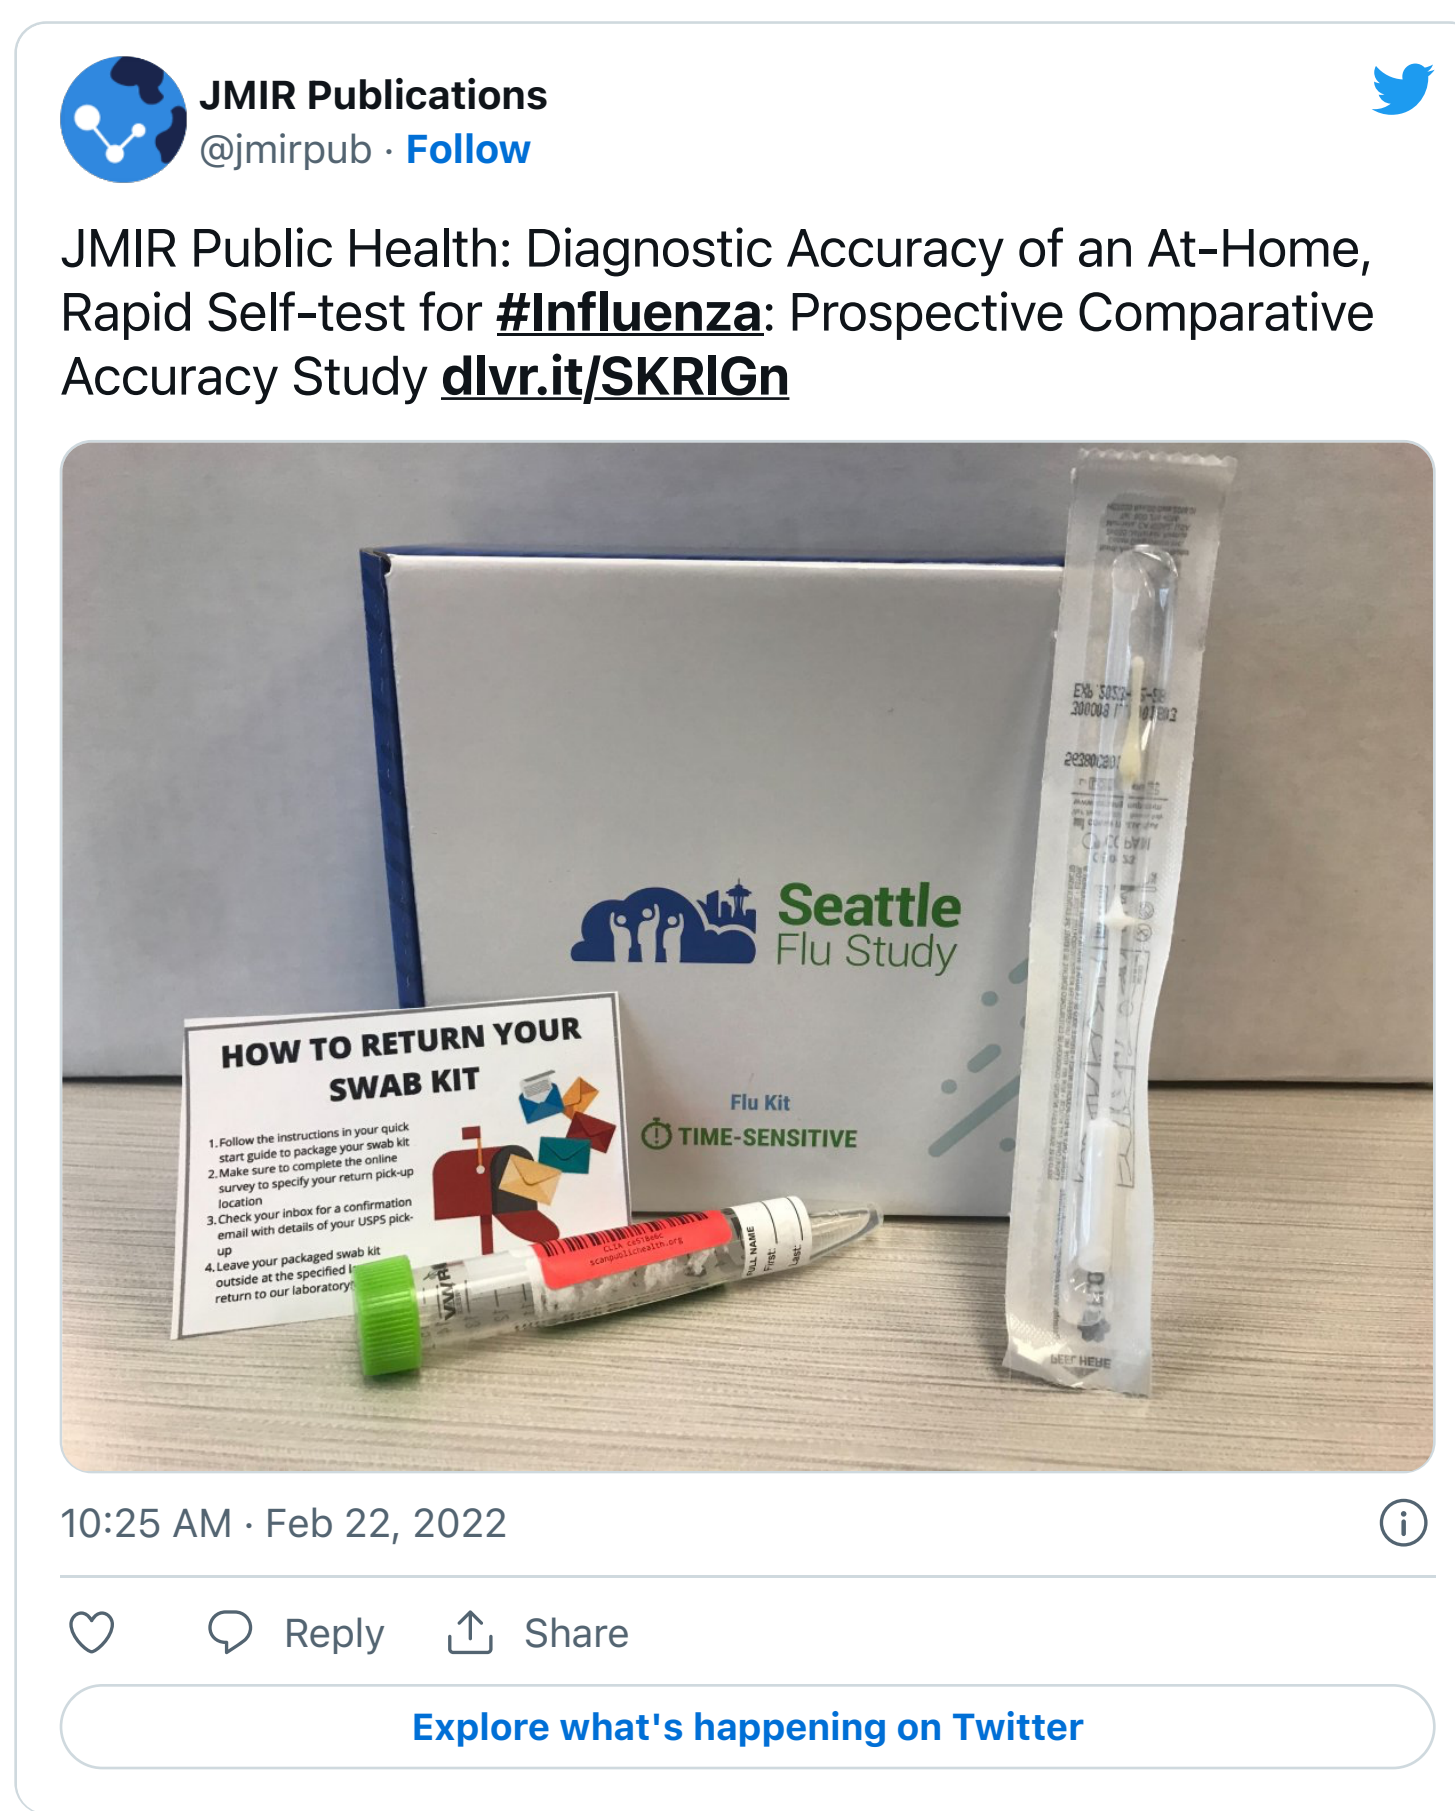 JMIR Publications
@jmirpub · Follow
JMIR Public Health: Diagnostic Accuracy of an At-Home,
Rapid Self-test for #Influenza: Prospective Comparative
Accuracy Study dlvr.it/SKRlGn
Seattle
Flu Study
Flu Kit
TIME-SENSITIVE
HOW TO RETURN YOUR
SWAB KIT
1.Follow the instructions in your quick
start guide to package your swab kit
2.Make sure to complete the online
survey to specify your return pick-up
location
3.Check your inbox for a confirmation
email with details of your USPS pick-
up
4.Leave your packaged swab kit
outside at the specified
return to our laboratory
scanpublichealth.org
FULL NAME
First:
Last:
PEEL HERE
10:25 AM · Feb 22, 2022
Reply
Share
Explore what's happening on Twitter